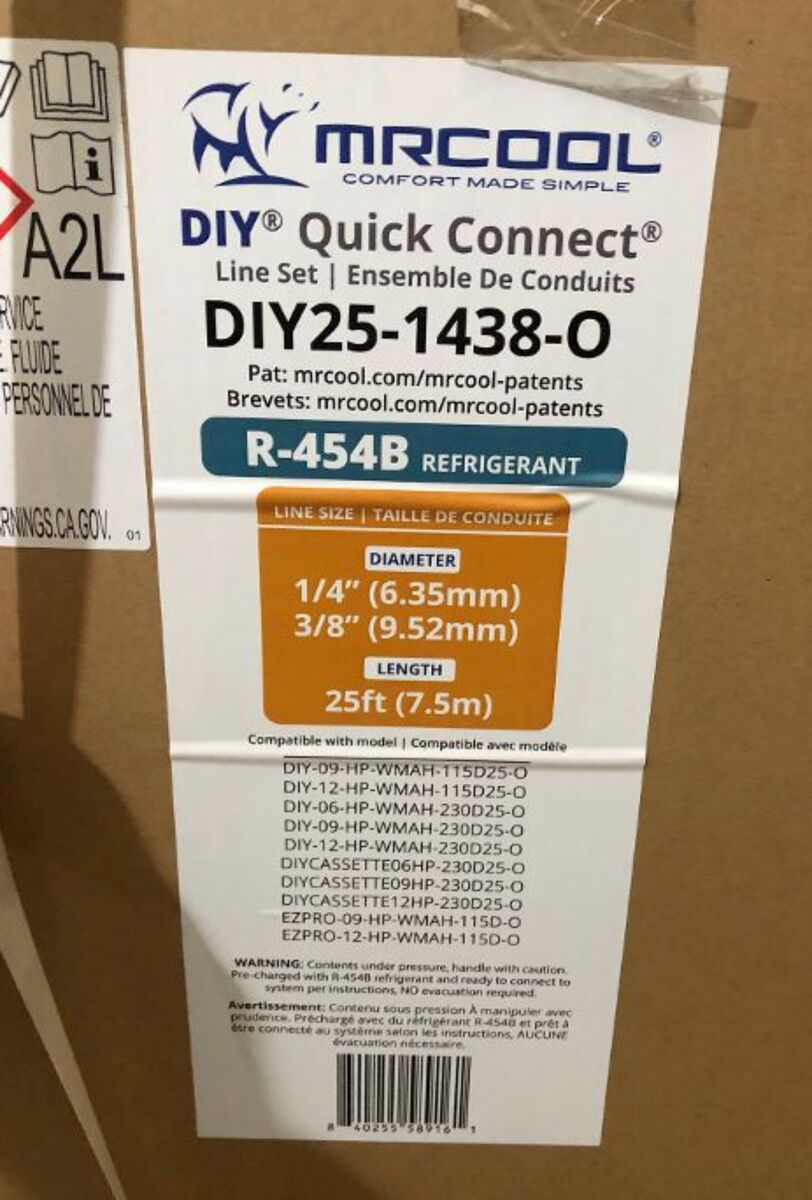 A2L
RVICE
E. FLUIDE
PERSONNEL DE
RNINGS.CA.GOV. 01
MRCOOL®
COMFORT MADE SIMPLE
DIY® Quick Connect®
Line Set | Ensemble De Conduits
DIY25-1438-O
Pat: mrcool.com/mrcool-patents
Brevets: mrcool.com/mrcool-patents
R-454B REFRIGERANT
LINE SIZE | TAILLE DE CONDUITE
DIAMETER
1/4” (6.35mm)
3/8” (9.52mm)
LENGTH
25ft (7.5m)
Compatible with model | Compatible avec modèle
DIY-09-HP-WMAH-115D25-O
DIY-12-HP-WMAH-115D25-O
DIY-06-HP-WMAH-230D25-O
DIY-09-HP-WMAH-230D25-O
DIY-12-HP-WMAH-230D25-O
DIYCASSETTE06HP-230D25-O
DIYCASSETTE09HP-230D25-O
DIYCASSETTE12HP-230D25-O
EZPRO-09-HP-WMAH-115D-O
EZPRO-12-HP-WMAH-115D-O
WARNING: Contents under pressure, handle with caution.
Pre-charged with R-454B refrigerant and ready to connect to
system per instructions, NO evacuation required.
Avertissement: Contenu sous pression À manipuler avec
prudence. Préchargé avec du réfrigérant R-454B et prêt à
être connecté au système selon les instructions, AUCUNE
évacuation nécessaire.
8 40255 58916 1